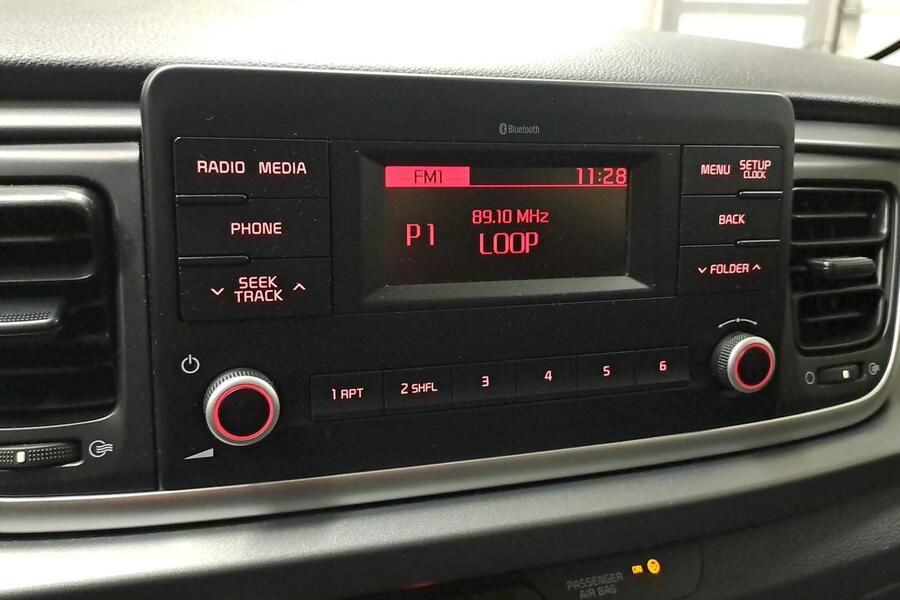 Bluetooth
RADIO MEDIA
PHONE
SEEK
TRACK
FM1 11:28
P1
89.10 MHz
LOOP
MENU SETUP
CLOCK
BACK
FOLDER
1 RPT 2 SHFL 3 4 5 6
PASSENGER
AIR BAG